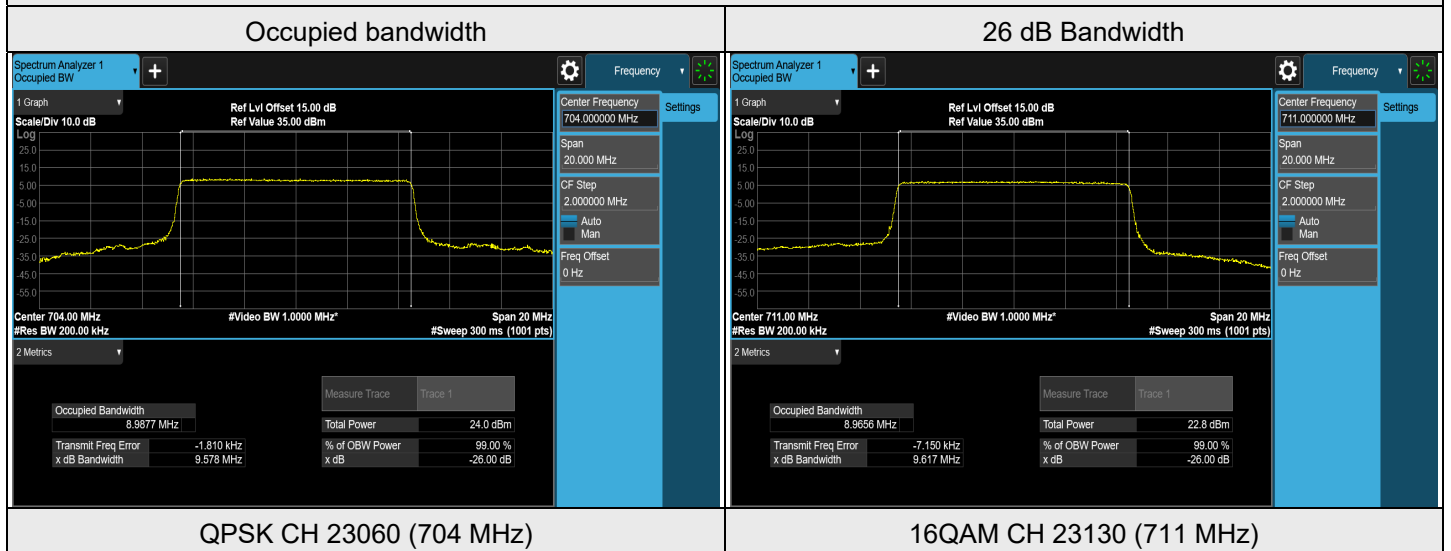 Occupied bandwidth
26 dB Bandwidth
Spectrum Analyzer 1
Occupied BW
+
Frequency
1 Graph
Scale/Div 10.0 dB
Ref Lvl Offset 15.00 dB
Ref Value 35.00 dBm
Log
25.0
15.0
5.00
-5.00
-15.0
-25.0
-35.0
-45.0
-55.0
Center 704.00 MHz
#Video BW 1.0000 MHz*
Span 20 MHz
#Res BW 200.00 kHz
#Sweep 300 ms (1001 pts)
Center Frequency
704.000000 MHz
Settings
Span
20.000 MHz
CF Step
2.000000 MHz
Auto
Man
Freq Offset
0 Hz
2 Metrics
Measure Trace Trace 1
Occupied Bandwidth
8.9877 MHz
Total Power 24.0 dBm
Transmit Freq Error -1.810 kHz % of OBW Power 99.00 %
x dB Bandwidth 9.578 MHz x dB -26.00 dB
Spectrum Analyzer 1
Occupied BW
+
Frequency
1 Graph
Scale/Div 10.0 dB
Ref Lvl Offset 15.00 dB
Ref Value 35.00 dBm
Log
25.0
15.0
5.00
-5.00
-15.0
-25.0
-35.0
-45.0
-55.0
Center 711.00 MHz
#Video BW 1.0000 MHz*
Span 20 MHz
#Res BW 200.00 kHz
#Sweep 300 ms (1001 pts)
Center Frequency
711.000000 MHz
Settings
Span
20.000 MHz
CF Step
2.000000 MHz
Auto
Man
Freq Offset
0 Hz
2 Metrics
Measure Trace Trace 1
Occupied Bandwidth
8.9656 MHz
Total Power 22.8 dBm
Transmit Freq Error -7.150 kHz % of OBW Power 99.00 %
x dB Bandwidth 9.617 MHz x dB -26.00 dB
QPSK CH 23060 (704 MHz)
16QAM CH 23130 (711 MHz)